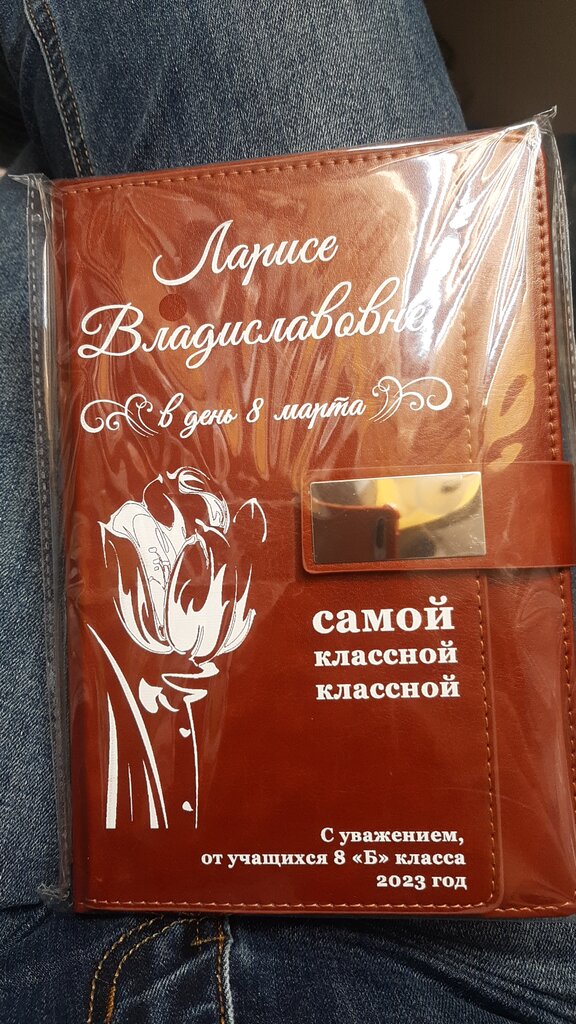 Ларисе
Владиславовне
в день 8 марта
самой
классной
классной
С уважением,
от учащихся 8 «Б» класса
2023 год